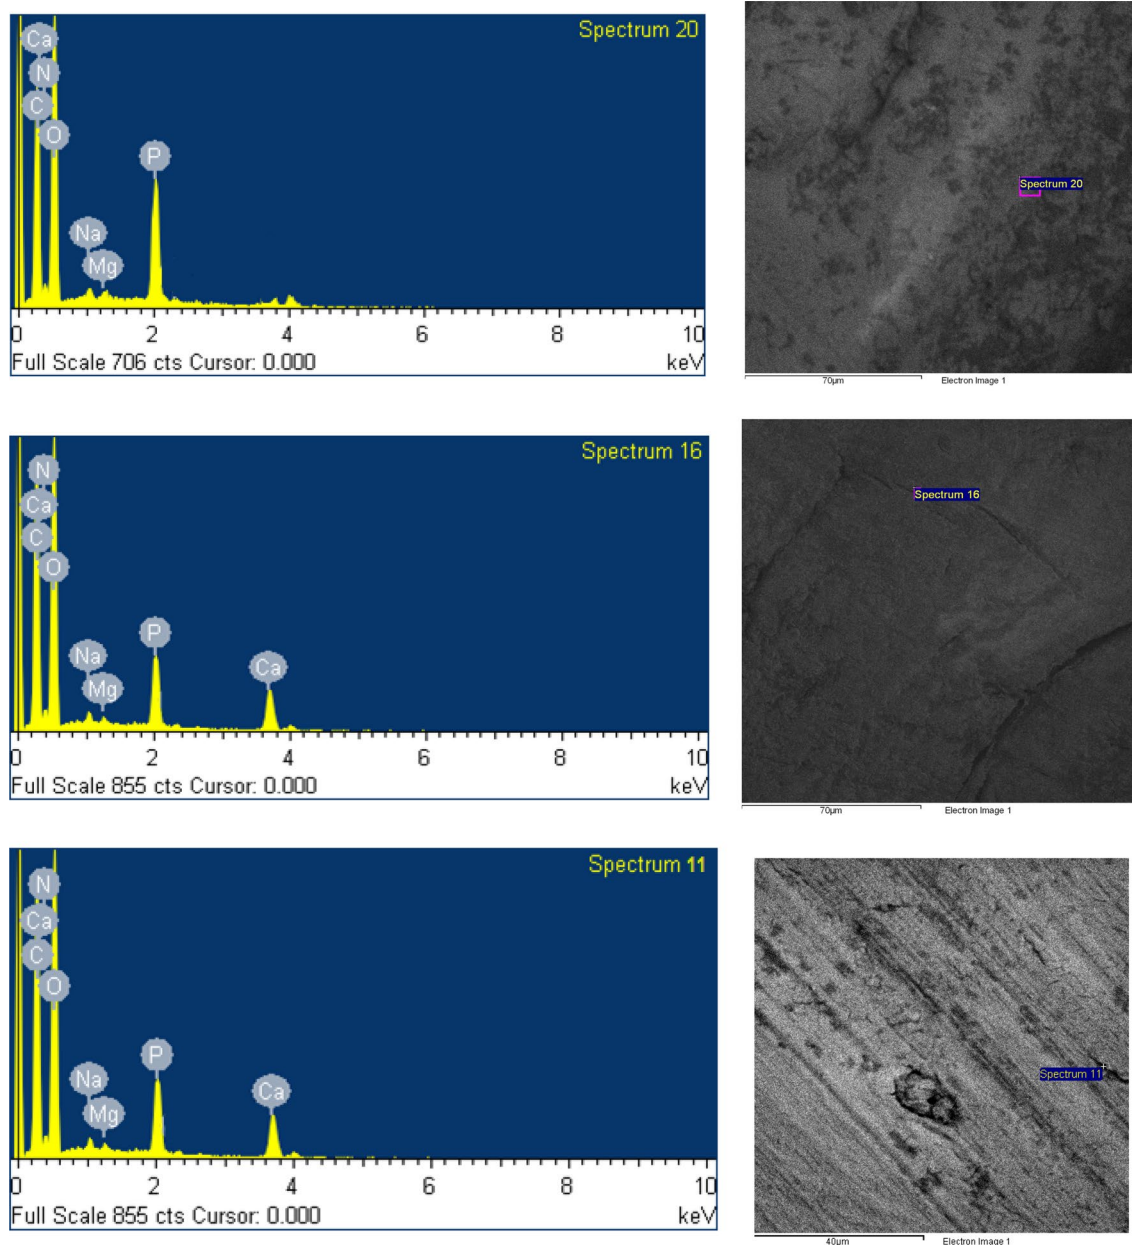 Spectrum 20
Ca
N
C
O
P
Na
Mg
0 2 4 6 8 10
Full Scale 706 cts Cursor: 0.000 keV
Spectrum 20
70µm Electron Image 1
Spectrum 16
N
Ca
C
O
P
Na
Ca
Mg
0 2 4 6 8 10
Full Scale 855 cts Cursor: 0.000 keV
Spectrum 16
70µm Electron Image 1
Spectrum 11
N
Ca
C
O
P
Na
Ca
Mg
0 2 4 6 8 10
Full Scale 855 cts Cursor: 0.000 keV
Spectrum 11
40µm Electron Image 1